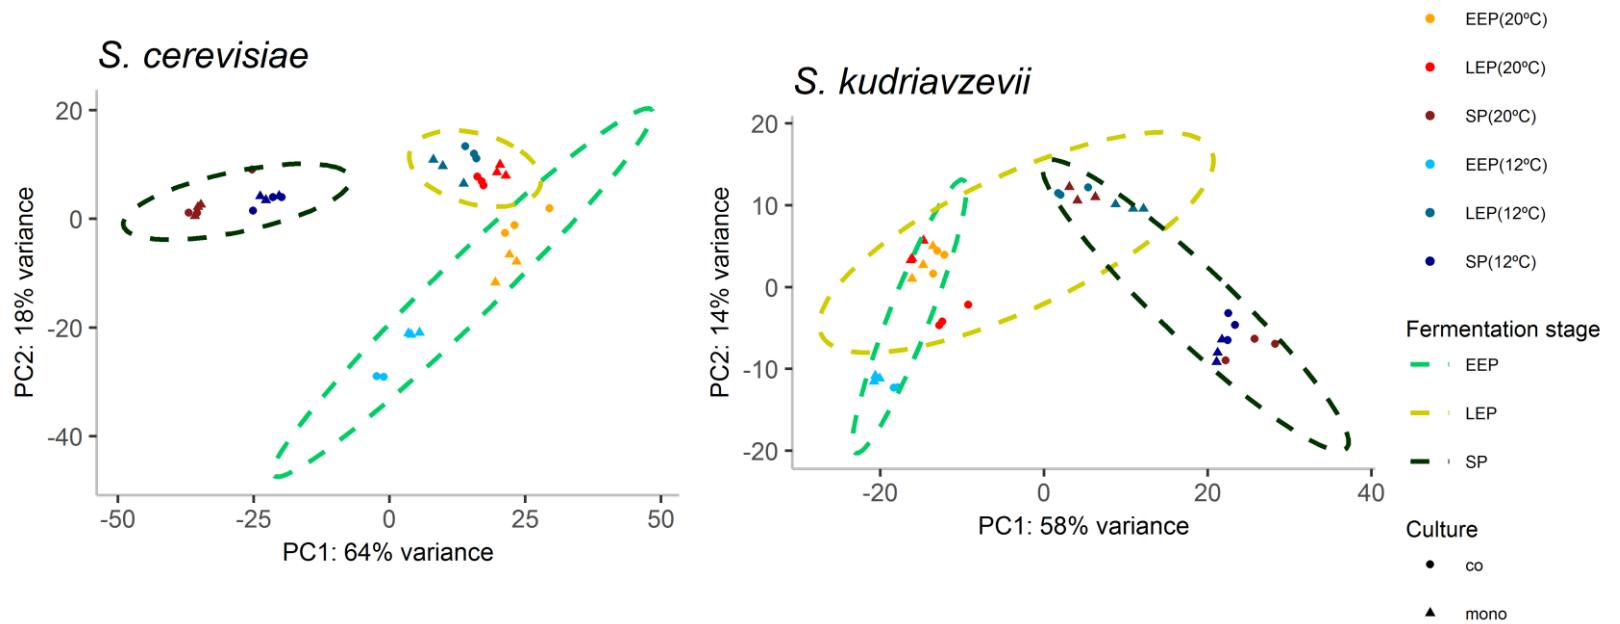 S. cerevisiae
20
0
-20
-40
-50
-25
0
25
50
PC2: 18% variance
PC1: 64% variance
S. kudriavzevii
20
10
0
-10
-20
-20
0
20
40
PC2: 14% variance
PC1: 58% variance
EEP(20ºC)
LEP(20ºC)
SP(20ºC)
EEP(12ºC)
LEP(12ºC)
SP(12ºC)
Fermentation stage
EEP
LEP
SP
Culture
co
mono